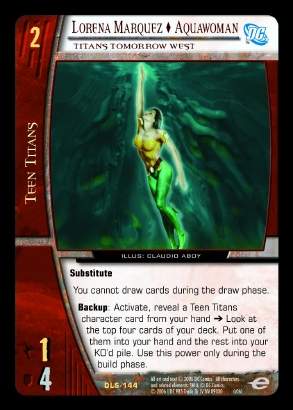 2
LORENA MARQUEZ ♦ AQUAWOMAN
TITANS TOMORROW WEST
DC
TEEN TITANS
ILLUS: CLAUDIO ABOY
Substitute
You cannot draw cards during the draw phase.
Backup: Activate, reveal a Teen Titans
character card from your hand ➔ Look at
the top four cards of your deck. Put one of
them into your hand and the rest into your
KO'd pile. Use this power only during the
build phase.
1
4
DLS-144